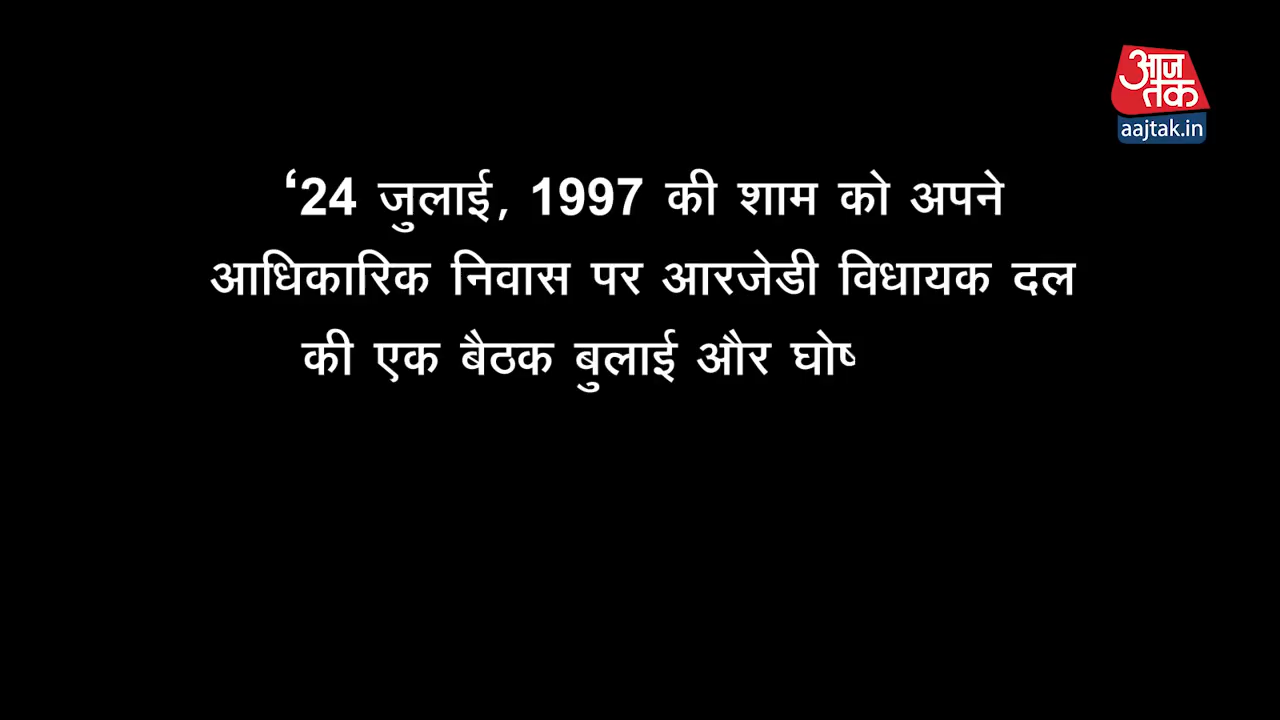 आज
तक
aajtak.in
‘24 जुलाई, 1997 की शाम को अपने
आधिकारिक निवास पर आरजेडी विधायक दल
की एक बैठक बुलाई और घोष